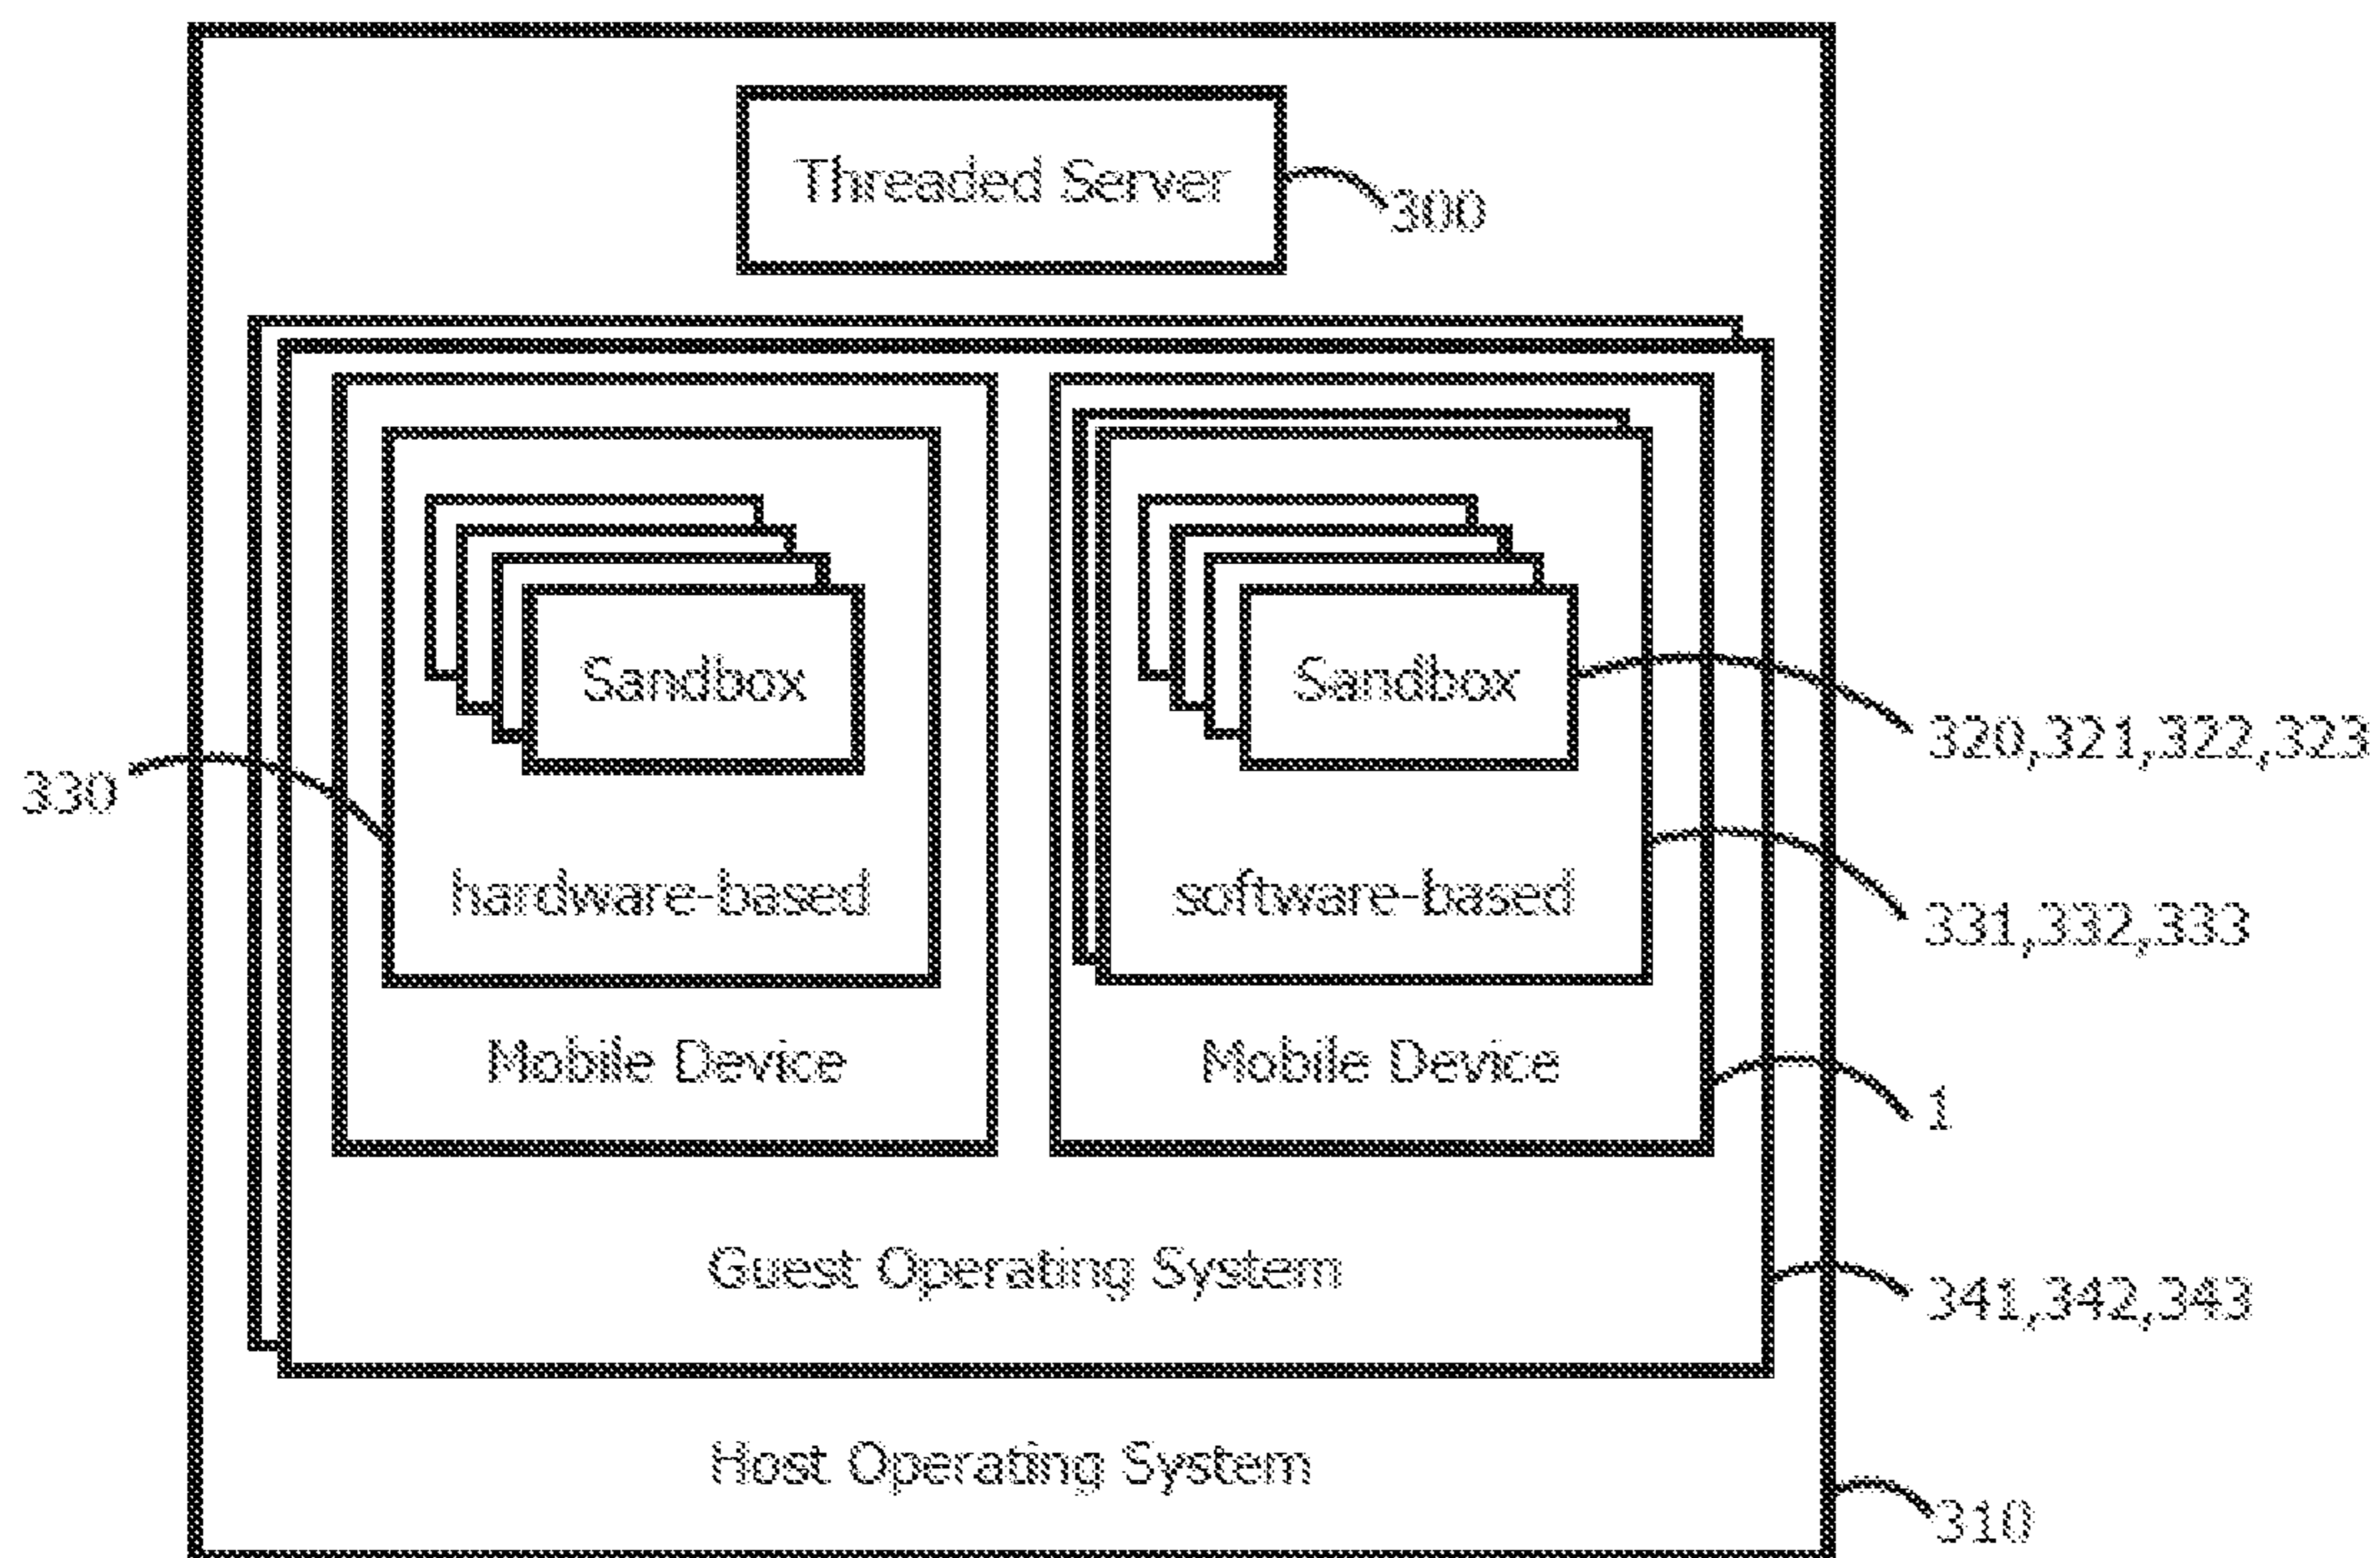 Threaded Server
300
Sandbox
Sandbox
320,321,322,323
330
hardware-based
software-based
331,332,333
Mobile Device
Mobile Device
1
Guest Operating System
341,342,343
Host Operating System
310